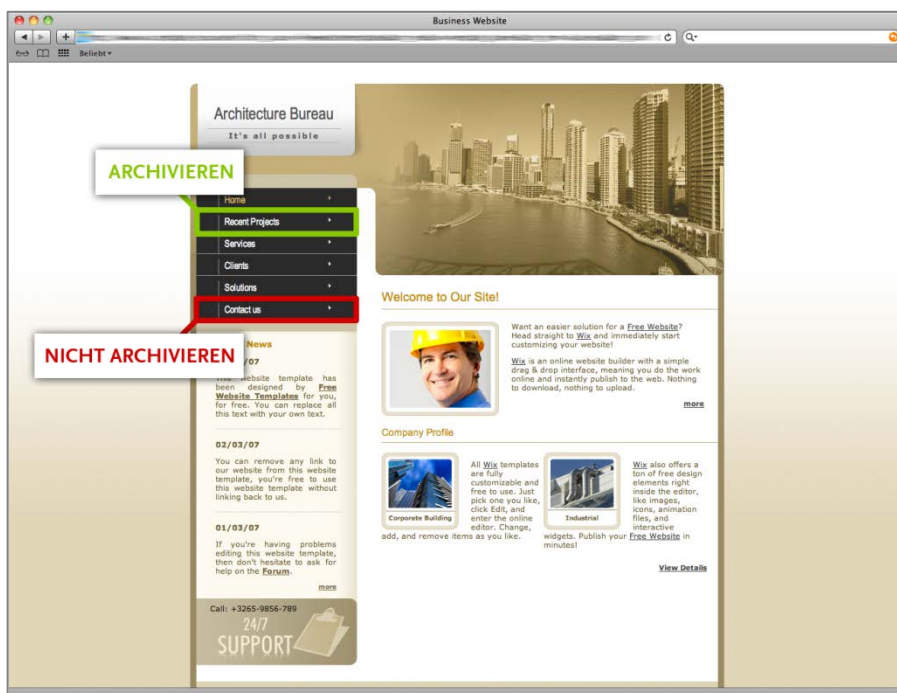 Business Website
Beliebt
Architecture Bureau
It's all possible
ARCHIVIEREN
Home
Recent Projects
Services
Clients
Solutions
Contact us
NICHT ARCHIVIEREN
News
/07
This website template has
been designed by Free
Website Templates for you,
for free. You can replace all
this text with your own text.
02/03/07
You can remove any link to
our website from this website
template, you're free to use
this website template without
linking back to us.
01/03/07
If you're having problems
editing this website template,
then don't hesitate to ask for
help on the Forum.
more
Call: +3265-9856-789
24/7
SUPPORT
Welcome to Our Site!
Want an easier solution for a Free Website?
Head straight to Wix and immediately start
customizing your website!
Wix is an online website builder with a simple
drag & drop interface, meaning you do the work
online and instantly publish to the web. Nothing
to download, nothing to upload.
more
Company Profile
Corporate Building
All Wix templates
are fully
customizable and
free to use. Just
pick one you like,
click Edit, and
enter the online
editor. Change,
add, and remove items as you like.
Industrial
Wix also offers a
ton of free design
elements right
inside the editor,
like images,
icons, animation
files, and
interactive
widgets. Publish your Free Website in
minutes!
View Details